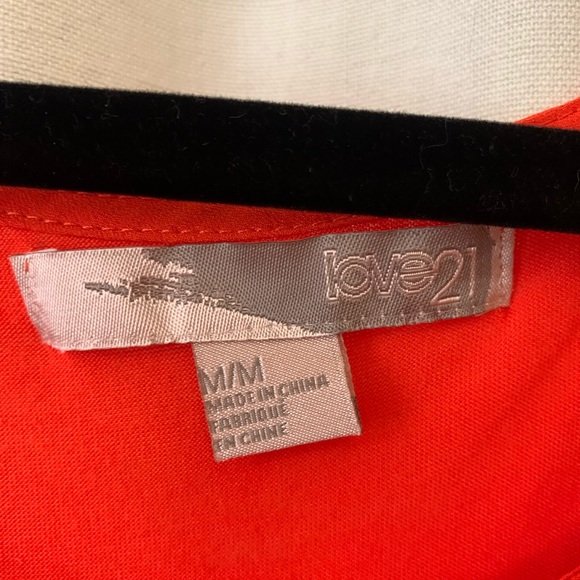 love21
M/M
MADE IN CHINA
FABRIQUE
EN CHINE